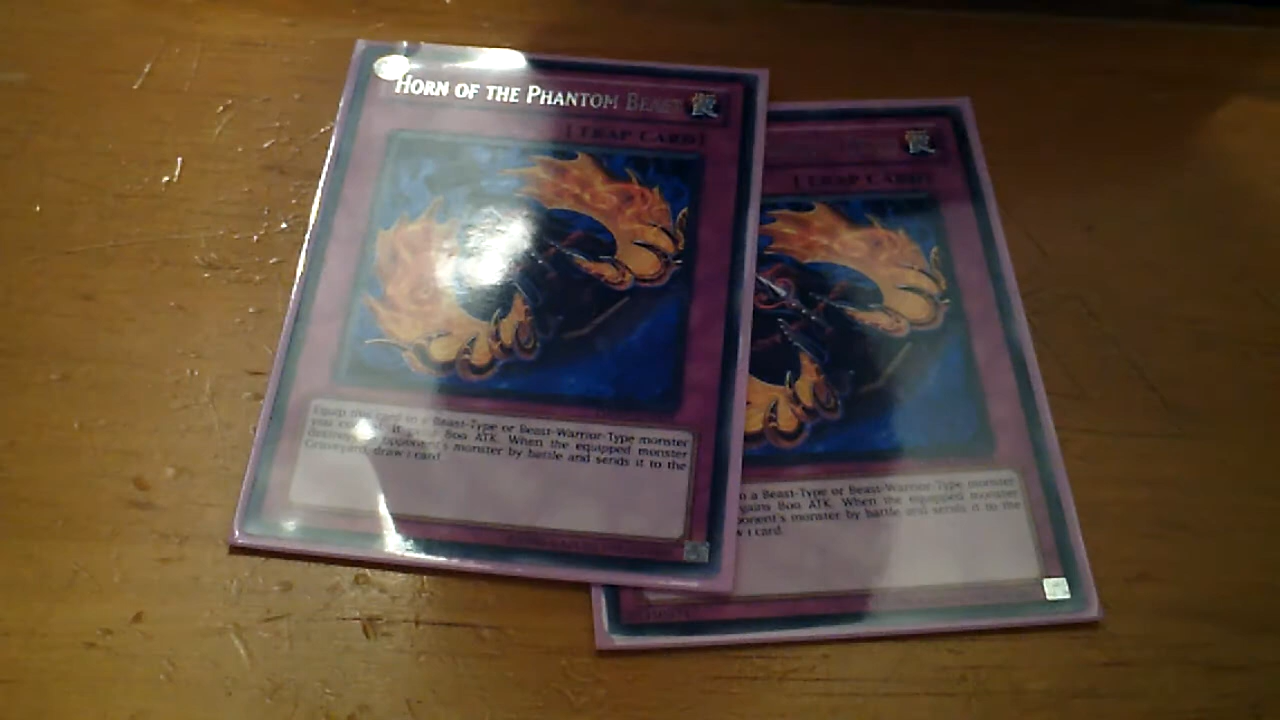 HORN OF THE PHANTOM BEAST 罠
[TRAP CARD]
Equip this card to a Beast-Type or Beast-Warrior-Type monster
you control. It gains 800 ATK. When the equipped monster
destroys an opponent's monster by battle and sends it to the
Graveyard, draw 1 card.
罠
[TRAP CARD]
o a Beast-Type or Beast-Warrior-Type monster
gains 800 ATK. When the equipped monster
ponent's monster by battle and sends it to the
w 1 card.